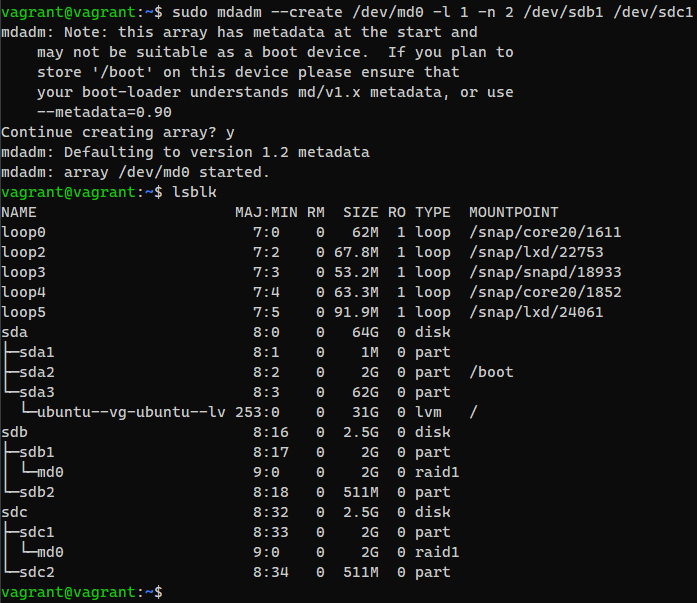 vagrant@vagrant:~$ sudo mdadm --create /dev/md0 -l 1 -n 2 /dev/sdb1 /dev/sdc1
mdadm: Note: this array has metadata at the start and
    may not be suitable as a boot device.  If you plan to
    store '/boot' on this device please ensure that
    your boot-loader understands md/v1.x metadata, or use
    --metadata=0.90
Continue creating array? y
mdadm: Defaulting to version 1.2 metadata
mdadm: array /dev/md0 started.
vagrant@vagrant:~$ lsblk
NAME                      MAJ:MIN RM  SIZE RO TYPE  MOUNTPOINT
loop0                       7:0    0   62M  1 loop  /snap/core20/1611
loop2                       7:2    0 67.8M  1 loop  /snap/lxd/22753
loop3                       7:3    0 53.2M  1 loop  /snap/snapd/18933
loop4                       7:4    0 63.3M  1 loop  /snap/core20/1852
loop5                       7:5    0 91.9M  1 loop  /snap/lxd/24061
sda                         8:0    0   64G  0 disk
├─sda1                      8:1    0    1M  0 part
├─sda2                      8:2    0    2G  0 part  /boot
└─sda3                      8:3    0   62G  0 part
  └─ubuntu--vg-ubuntu--lv 253:0    0   31G  0 lvm   /
sdb                         8:16   0  2.5G  0 disk
├─sdb1                      8:17   0    2G  0 part
│ └─md0                     9:0    0    2G  0 raid1
└─sdb2                      8:18   0  511M  0 part
sdc                         8:32   0  2.5G  0 disk
├─sdc1                      8:33   0    2G  0 part
│ └─md0                     9:0    0    2G  0 raid1
└─sdc2                      8:34   0  511M  0 part
vagrant@vagrant:~$